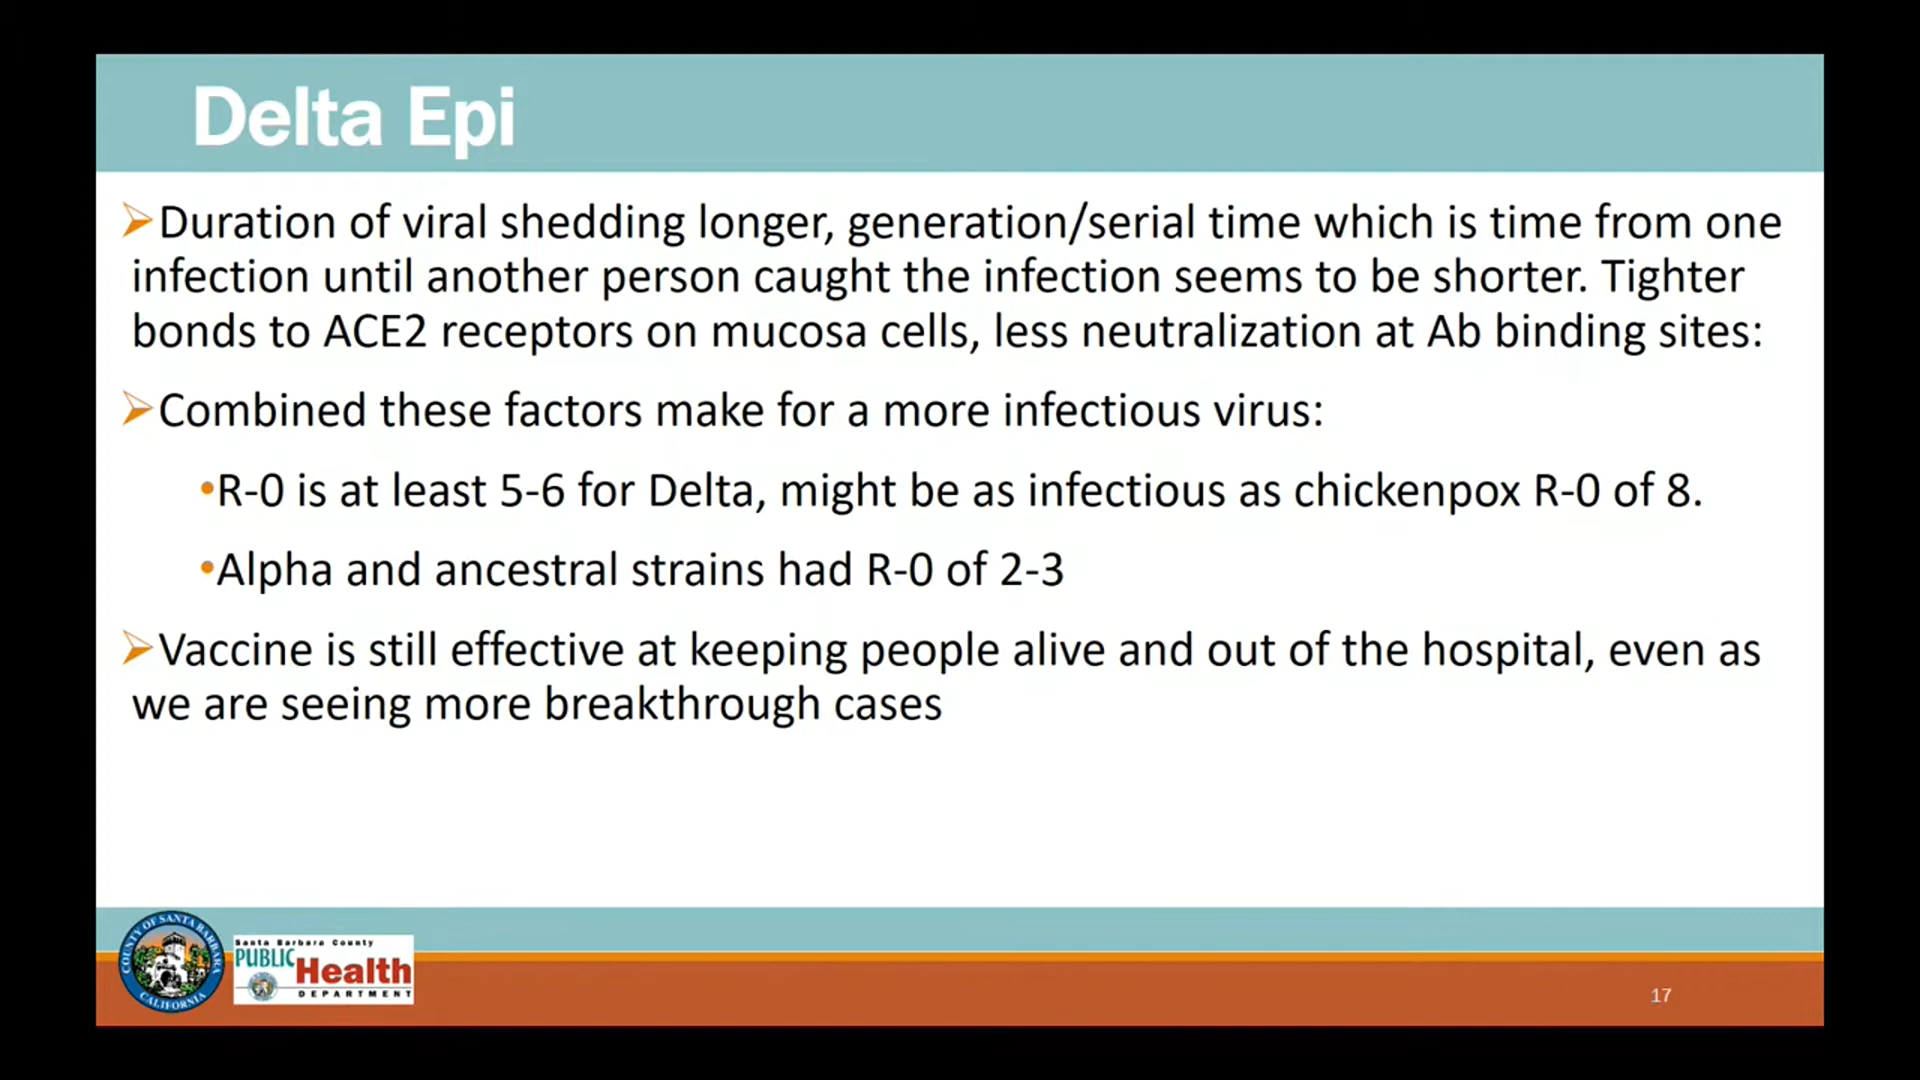 Delta Epi
➢Duration of viral shedding longer, generation/serial time which is time from one
infection until another person caught the infection seems to be shorter. Tighter
bonds to ACE2 receptors on mucosa cells, less neutralization at Ab binding sites:
➢Combined these factors make for a more infectious virus:
•R-0 is at least 5-6 for Delta, might be as infectious as chickenpox R-0 of 8.
•Alpha and ancestral strains had R-0 of 2-3
➢Vaccine is still effective at keeping people alive and out of the hospital, even as
we are seeing more breakthrough cases
COUNTY OF SANTA BARBARA
CALIFORNIA
Santa Barbara County
PUBLIC
Health
DEPARTMENT
17